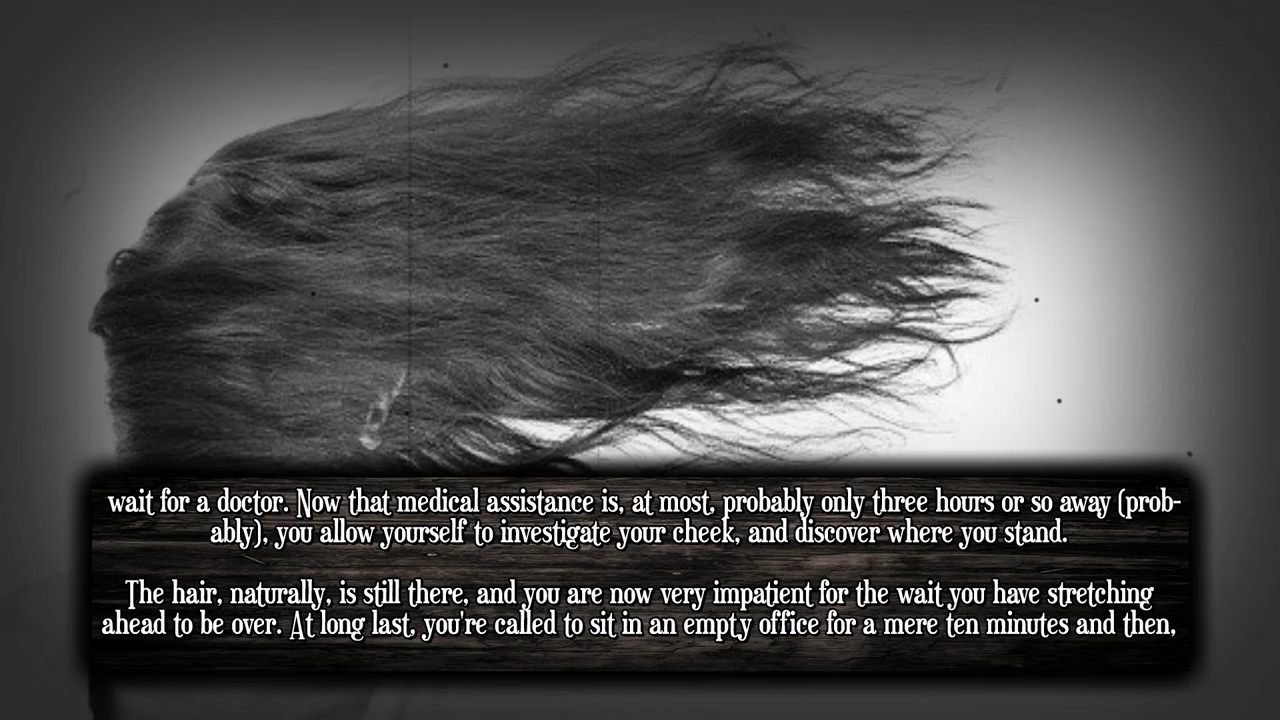 wait for a doctor. Now that medical assistance is, at most, probably only three hours or so away (prob-
ably), you allow yourself to investigate your cheek, and discover where you stand.
The hair, naturally, is still there, and you are now very impatient for the wait you have stretching
ahead to be over. At long last, you're called to sit in an empty office for a mere ten minutes and then,